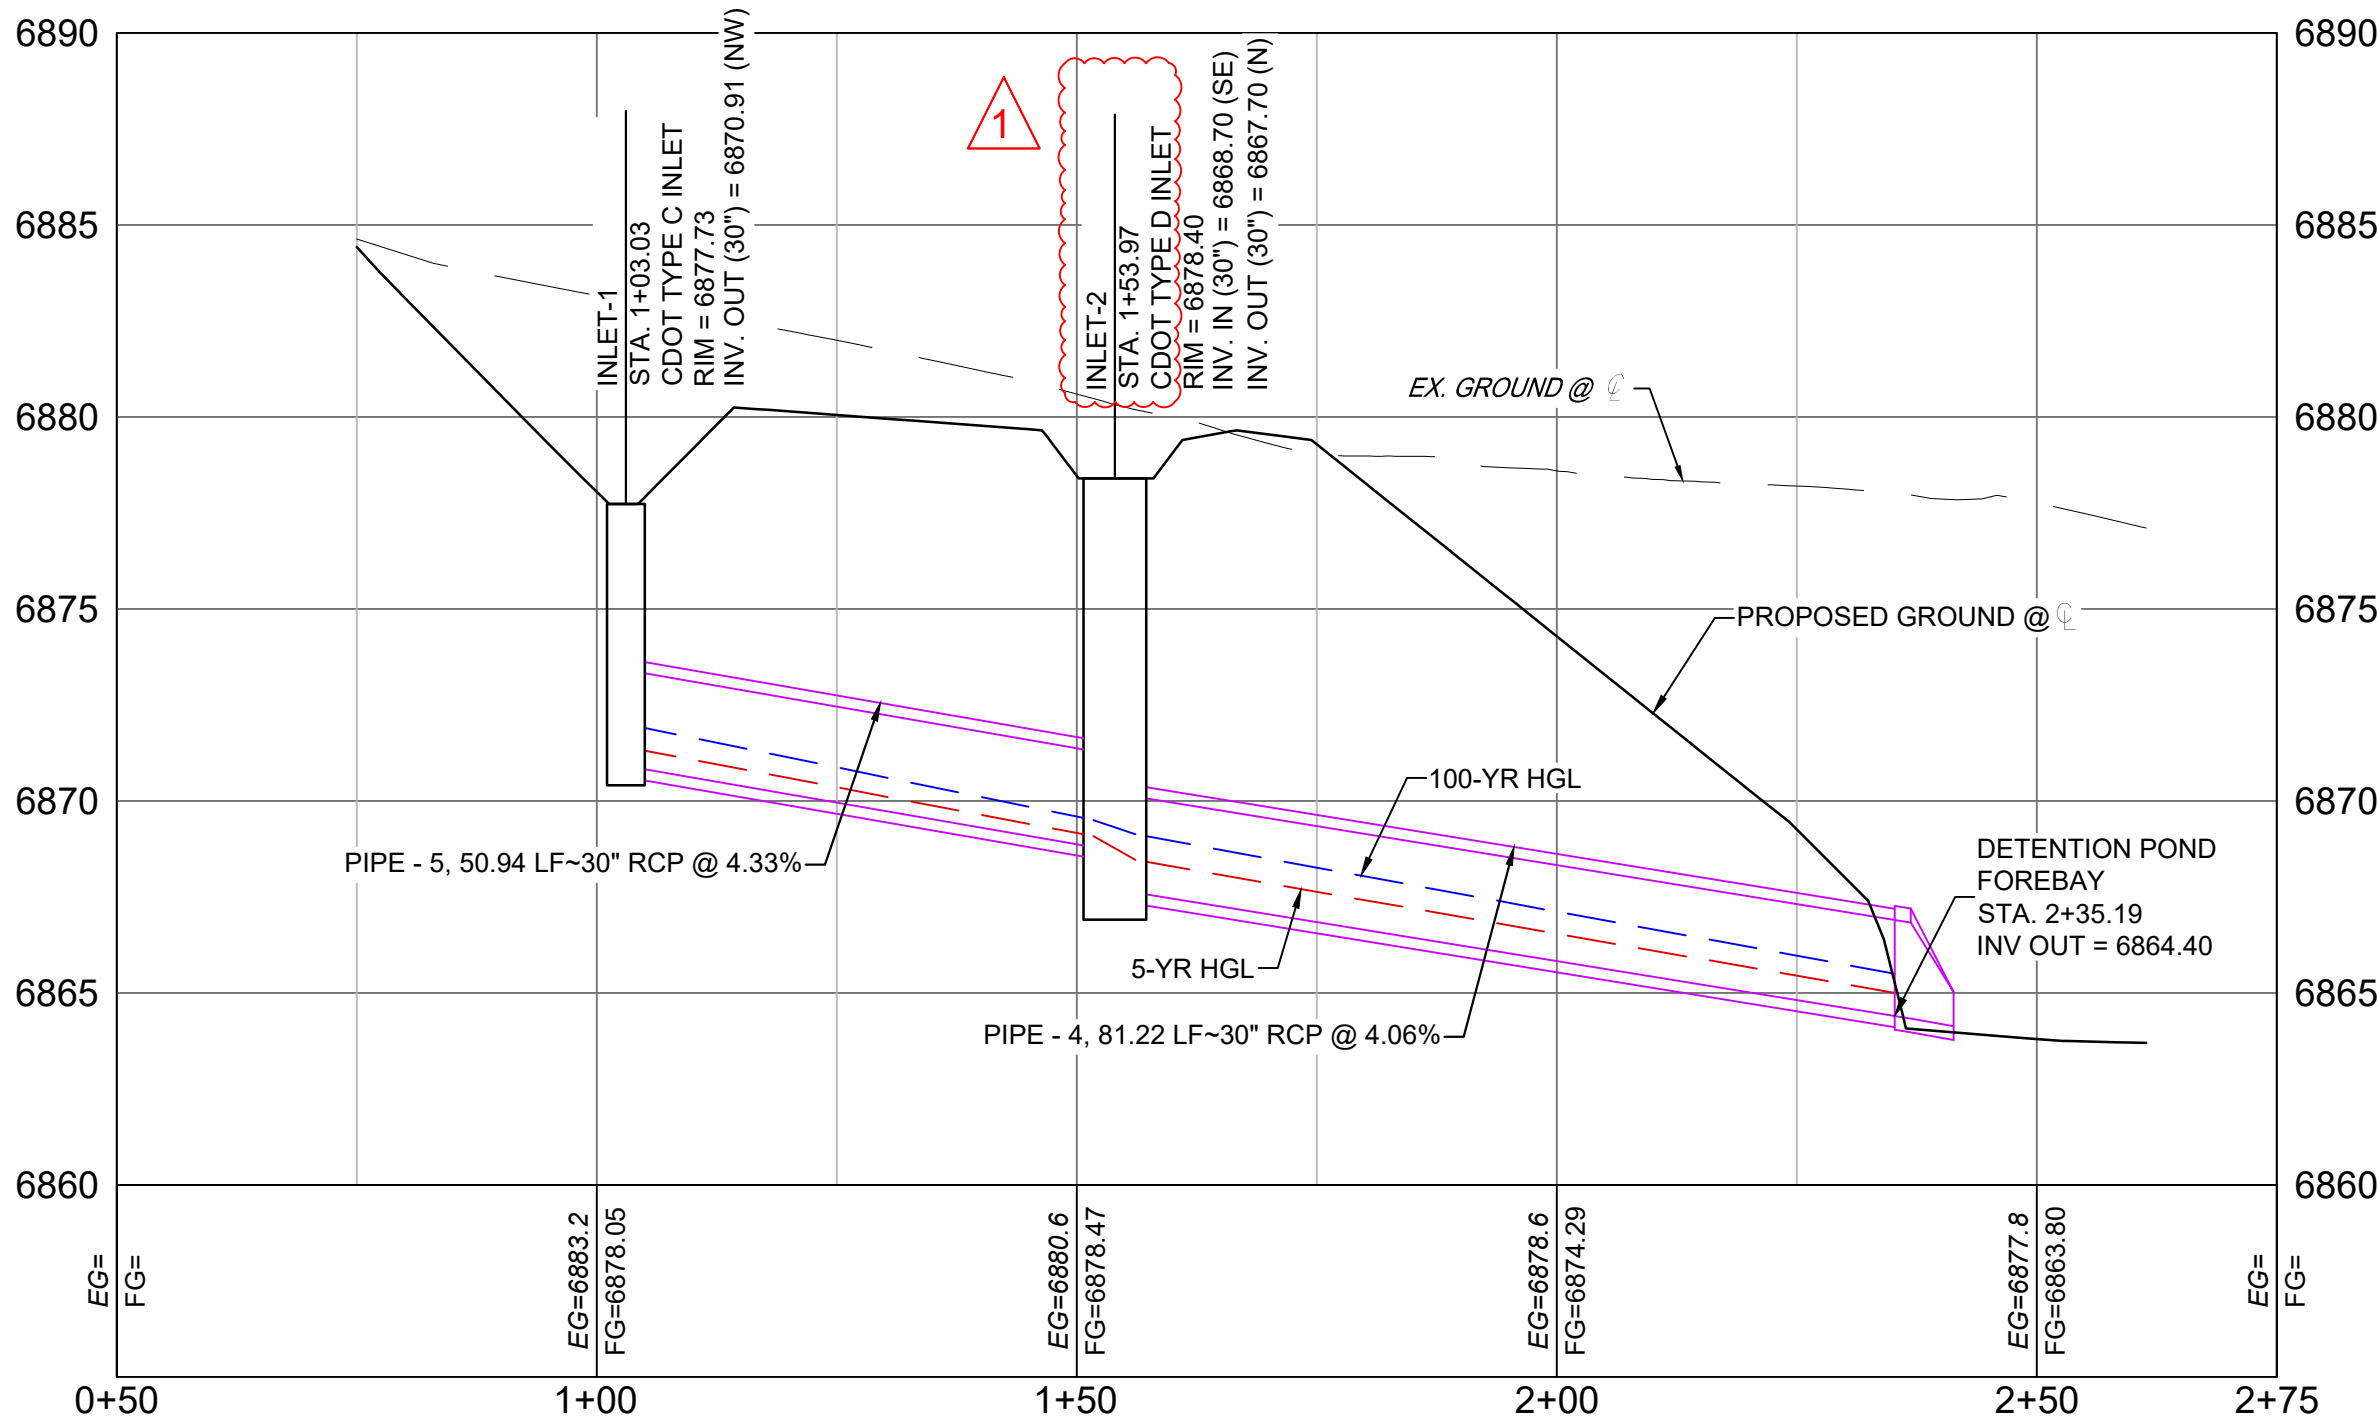 6890
6885
6880
6875
6870
6865
6860
6890
6885
6880
6875
6870
6865
6860
INLET-1
STA. 1+03.03
CDOT TYPE C INLET
RIM = 6877.73
INV. OUT (30") = 6870.91 (NW)
1
INLET-2
STA. 1+53.97
CDOT TYPE D INLET
RIM = 6878.40
INV. IN (30") = 6868.70 (SE)
INV. OUT (30") = 6867.70 (N)
EX. GROUND @ ℄
PROPOSED GROUND @ ℄
100-YR HGL
PIPE - 5, 50.94 LF~30" RCP @ 4.33%
5-YR HGL
PIPE - 4, 81.22 LF~30" RCP @ 4.06%
DETENTION POND
FOREBAY
STA. 2+35.19
INV OUT = 6864.40
EG=
FG=
EG=6883.2
FG=6878.05
EG=6880.6
FG=6878.47
EG=6878.6
FG=6874.29
EG=6877.8
FG=6863.80
EG=
FG=
0+50
1+00
1+50
2+00
2+50
2+75